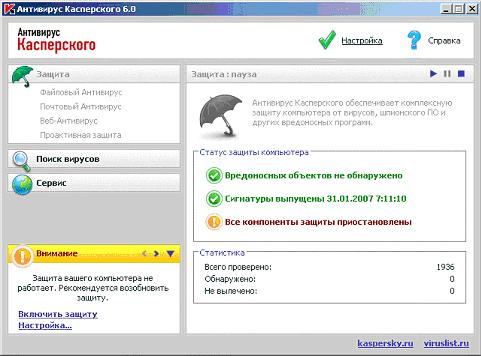 Антивирус Касперского 6.0
Антивирус
Касперского
Настройка
Справка
Защита
Файловый Антивирус
Почтовый Антивирус
Веб-Антивирус
Проактивная защита
Поиск вирусов
Сервис
Внимание
Защита вашего компьютера не
работает. Рекомендуется возобновить
защиту.
Включить защиту
Настройка...
Защита : пауза
Антивирус Касперского обеспечивает комплексную
защиту компьютера от вирусов, шпионского ПО и
других вредоносных программ.
Статус защиты компьютера
Вредоносных объектов не обнаружено
Сигнатуры выпущены 31.01.2007 7:11:10
Все компоненты защиты приостановлены
Статистика
Всего проверено: 1936
Обнаружено: 0
Не вылечено: 0
kaspersky.ru viruslist.ru